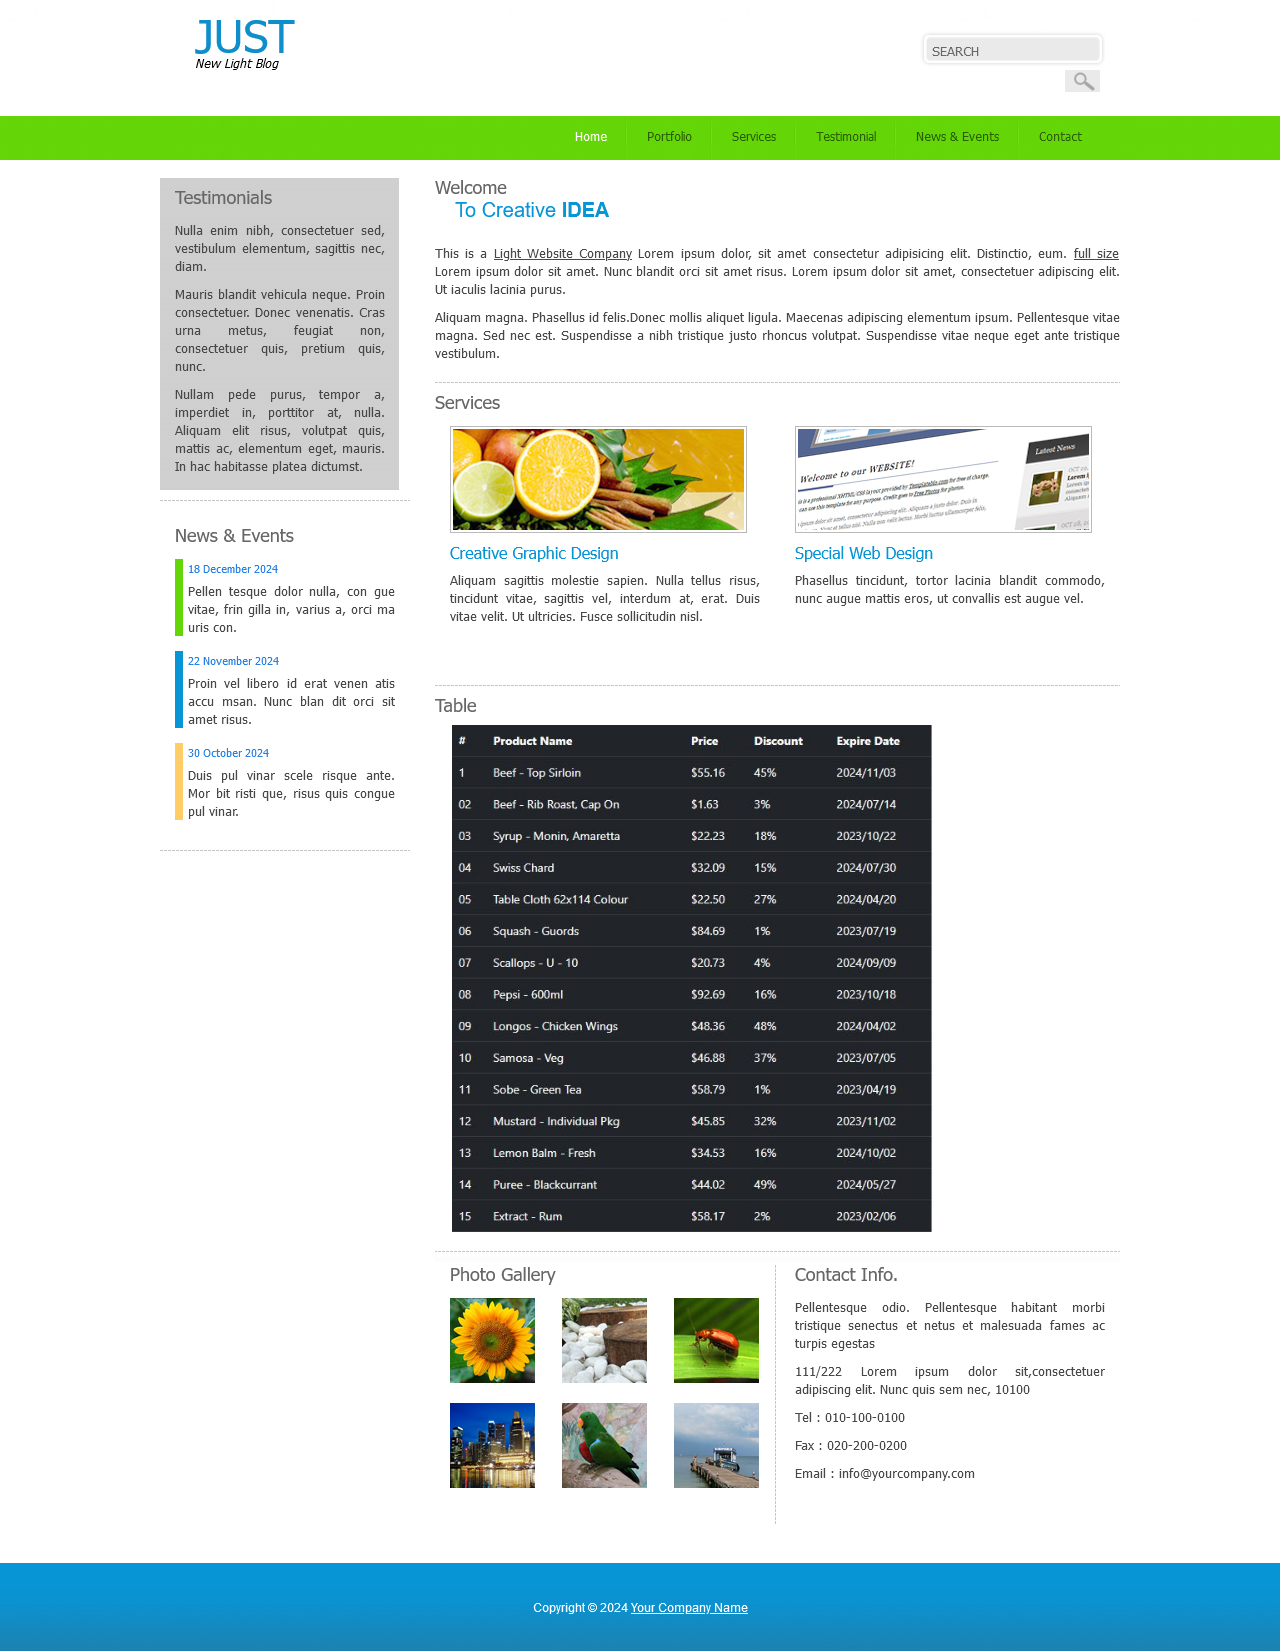 JUST
New Light Blog
SEARCH
Home Portfolio Services Testimonial News & Events Contact
Testimonials
Nulla enim nibh, consectetuer sed,
vestibulum elementum, sagittis nec,
diam.
Mauris blandit vehicula neque. Proin
consectetuer. Donec venenatis. Cras
urna metus, feugiat non,
consectetuer quis, pretium quis,
nunc.
Nullam pede purus, tempor a,
imperdiet in, porttitor at, nulla.
Aliquam elit risus, volutpat quis,
mattis ac, elementum eget, mauris.
In hac habitasse platea dictumst.
News & Events
18 December 2024
Pellen tesque dolor nulla, con gue
vitae, frin gilla in, varius a, orci ma
uris con.
22 November 2024
Proin vel libero id erat venen atis
accu msan. Nunc blan dit orci sit
amet risus.
30 October 2024
Duis pul vinar scele risque ante.
Mor bit risti que, risus quis congue
pul vinar.
Welcome
To Creative IDEA
This is a Light Website Company Lorem ipsum dolor, sit amet consectetur adipisicing elit. Distinctio, eum. full size
Lorem ipsum dolor sit amet. Nunc blandit orci sit amet risus. Lorem ipsum dolor sit amet, consectetuer adipiscing elit.
Ut iaculis lacinia purus.
Aliquam magna. Phasellus id felis.Donec mollis aliquet ligula. Maecenas adipiscing elementum ipsum. Pellentesque vitae
magna. Sed nec est. Suspendisse a nibh tristique justo rhoncus volutpat. Suspendisse vitae neque eget ante tristique
vestibulum.
Services
Welcome to our WEBSITE!
Latest News
Creative Graphic Design
Aliquam sagittis molestie sapien. Nulla tellus risus,
tincidunt vitae, sagittis vel, interdum at, erat. Duis
vitae velit. Ut ultricies. Fusce sollicitudin nisl.
Special Web Design
Phasellus tincidunt, tortor lacinia blandit commodo,
nunc augue mattis eros, ut convallis est augue vel.
Table
# Product Name Price Discount Expire Date
1 Beef - Top Sirloin $55.16 45% 2024/11/03
02 Beef - Rib Roast, Cap On $1.63 3% 2024/07/14
03 Syrup - Monin, Amaretta $22.23 18% 2023/10/22
04 Swiss Chard $32.09 15% 2024/07/30
05 Table Cloth 62x114 Colour $22.50 27% 2024/04/20
06 Squash - Guords $84.69 1% 2023/07/19
07 Scallops - U - 10 $20.73 4% 2024/09/09
08 Pepsi - 600ml $92.69 16% 2023/10/18
09 Longos - Chicken Wings $48.36 48% 2024/04/02
10 Samosa - Veg $46.88 37% 2023/07/05
11 Sobe - Green Tea $58.79 1% 2023/04/19
12 Mustard - Individual Pkg $45.85 32% 2023/11/02
13 Lemon Balm - Fresh $34.53 16% 2024/10/02
14 Puree - Blackcurrant $44.02 49% 2024/05/27
15 Extract - Rum $58.17 2% 2023/02/06
Photo Gallery
Contact Info.
Pellentesque odio. Pellentesque habitant morbi
tristique senectus et netus et malesuada fames ac
turpis egestas
111/222 Lorem ipsum dolor sit,consectetuer
adipiscing elit. Nunc quis sem nec, 10100
Tel : 010-100-0100
Fax : 020-200-0200
Email : info@yourcompany.com
Copyright © 2024 Your Company Name